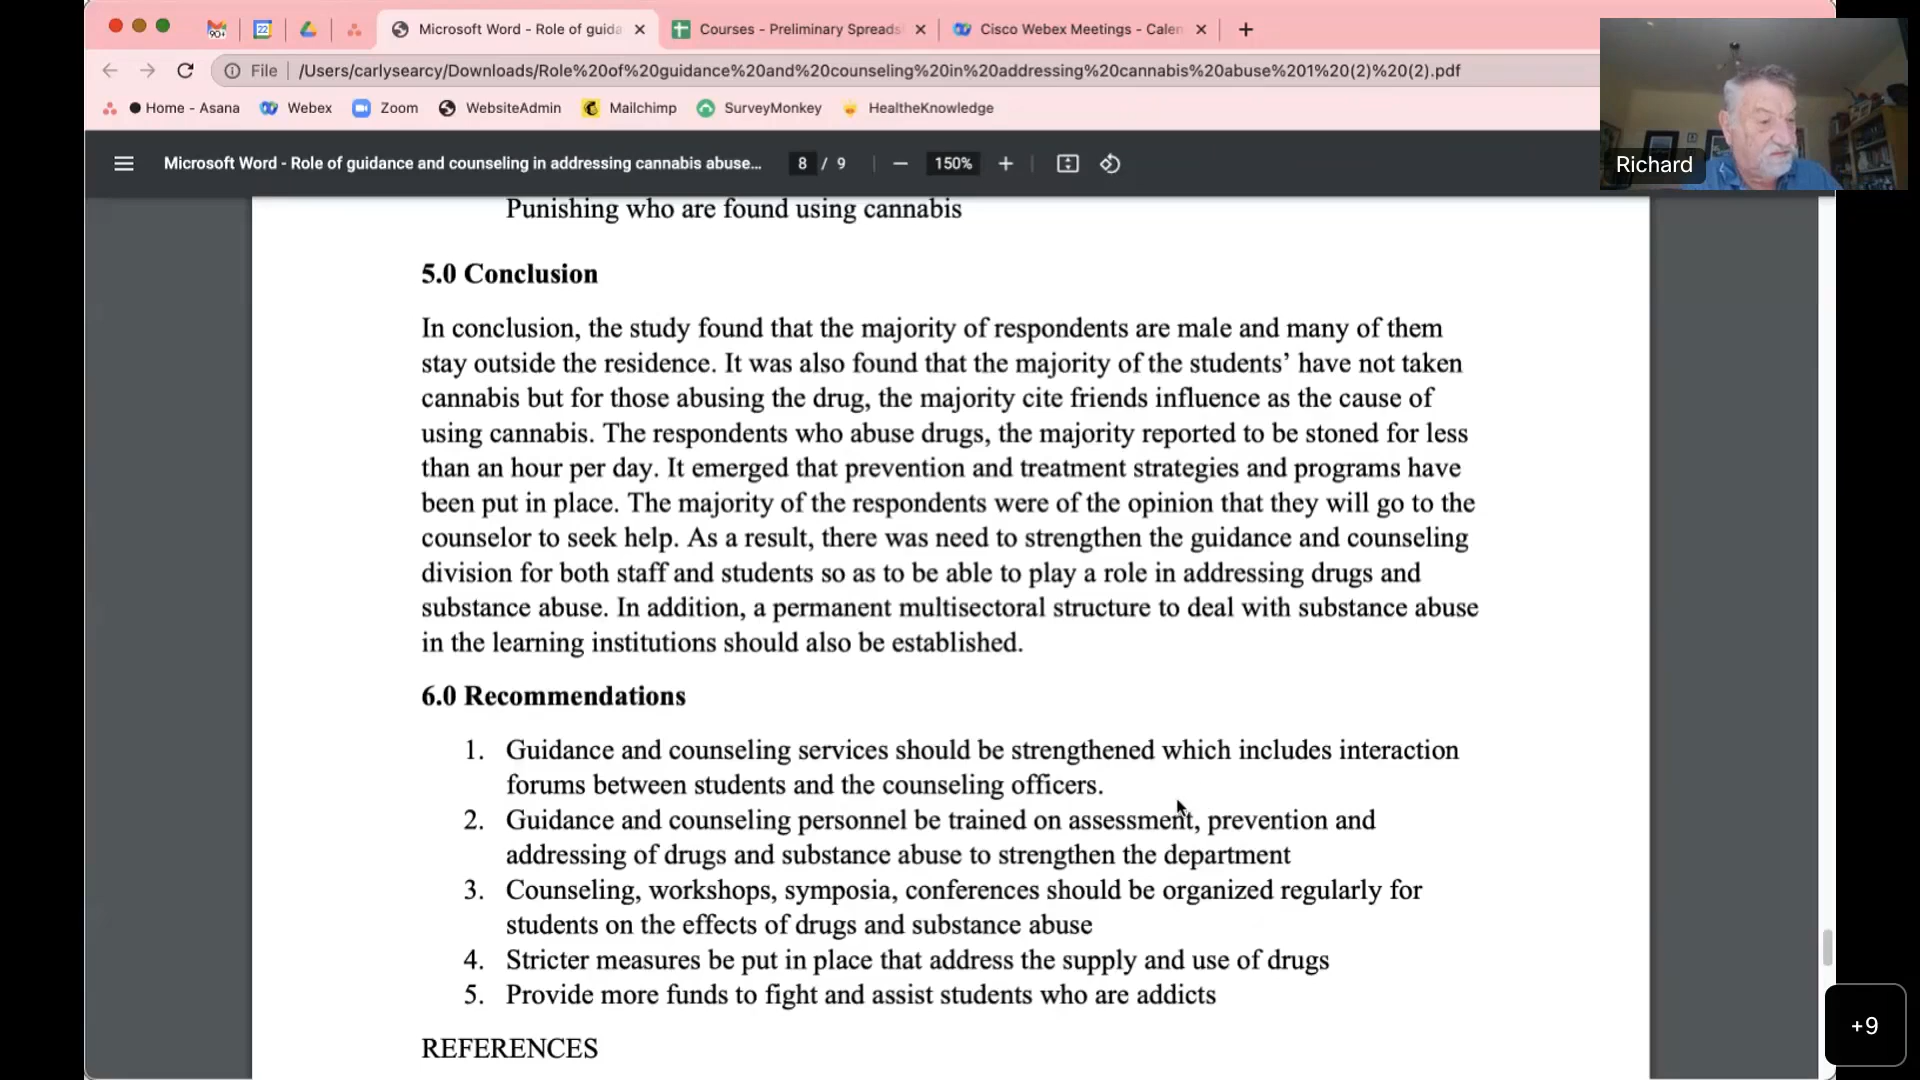 90+
22
Microsoft Word - Role of guida
Courses - Preliminary Spreads
Cisco Webex Meetings - Calen
File
/Users/carlysearcy/Downloads/Role%20of%20guidance%20and%20counseling%20in%20addressing%20cannabis%20abuse%201%20(2)%20(2).pdf
Home - Asana
Webex
Zoom
WebsiteAdmin
Mailchimp
SurveyMonkey
HealtheKnowledge
Richard
Microsoft Word - Role of guidance and counseling in addressing cannabis abuse...
8 / 9
150%
Punishing who are found using cannabis
5.0 Conclusion
In conclusion, the study found that the majority of respondents are male and many of them
stay outside the residence. It was also found that the majority of the students’ have not taken
cannabis but for those abusing the drug, the majority cite friends influence as the cause of
using cannabis. The respondents who abuse drugs, the majority reported to be stoned for less
than an hour per day. It emerged that prevention and treatment strategies and programs have
been put in place. The majority of the respondents were of the opinion that they will go to the
counselor to seek help. As a result, there was need to strengthen the guidance and counseling
division for both staff and students so as to be able to play a role in addressing drugs and
substance abuse. In addition, a permanent multisectoral structure to deal with substance abuse
in the learning institutions should also be established.
6.0 Recommendations
1. Guidance and counseling services should be strengthened which includes interaction
forums between students and the counseling officers.
2. Guidance and counseling personnel be trained on assessment, prevention and
addressing of drugs and substance abuse to strengthen the department
3. Counseling, workshops, symposia, conferences should be organized regularly for
students on the effects of drugs and substance abuse
4. Stricter measures be put in place that address the supply and use of drugs
5. Provide more funds to fight and assist students who are addicts
REFERENCES
+9